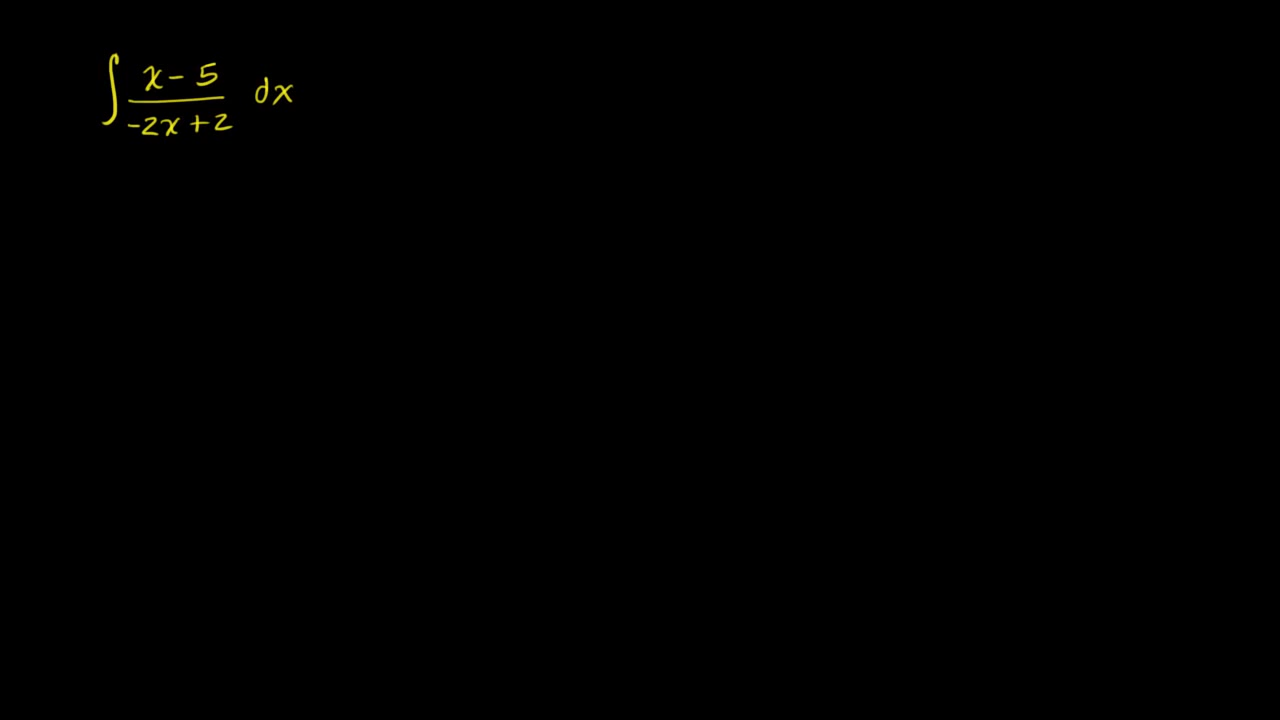 ∫ (x - 5)/(-2x + 2) dx